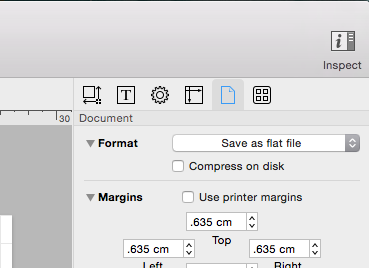 Inspect
T
30
Document
Format Save as flat file
Compress on disk
Margins Use printer margins
.635 cm
Top
.635 cm .635 cm
Left Right